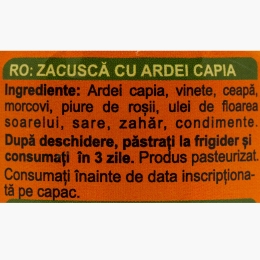 RO: ZACUSCĂ CU ARDEI CAPIA
Ingrediente: Ardei capia, vinete, ceapă,
morcovi, piure de roșii, ulei de floarea
soarelui, sare, zahăr, condimente.
După deschidere, păstrați la frigider și
consumați în 3 zile. Produs pasteurizat.
Consumați înainte de data inscripționa-
tă pe capac.